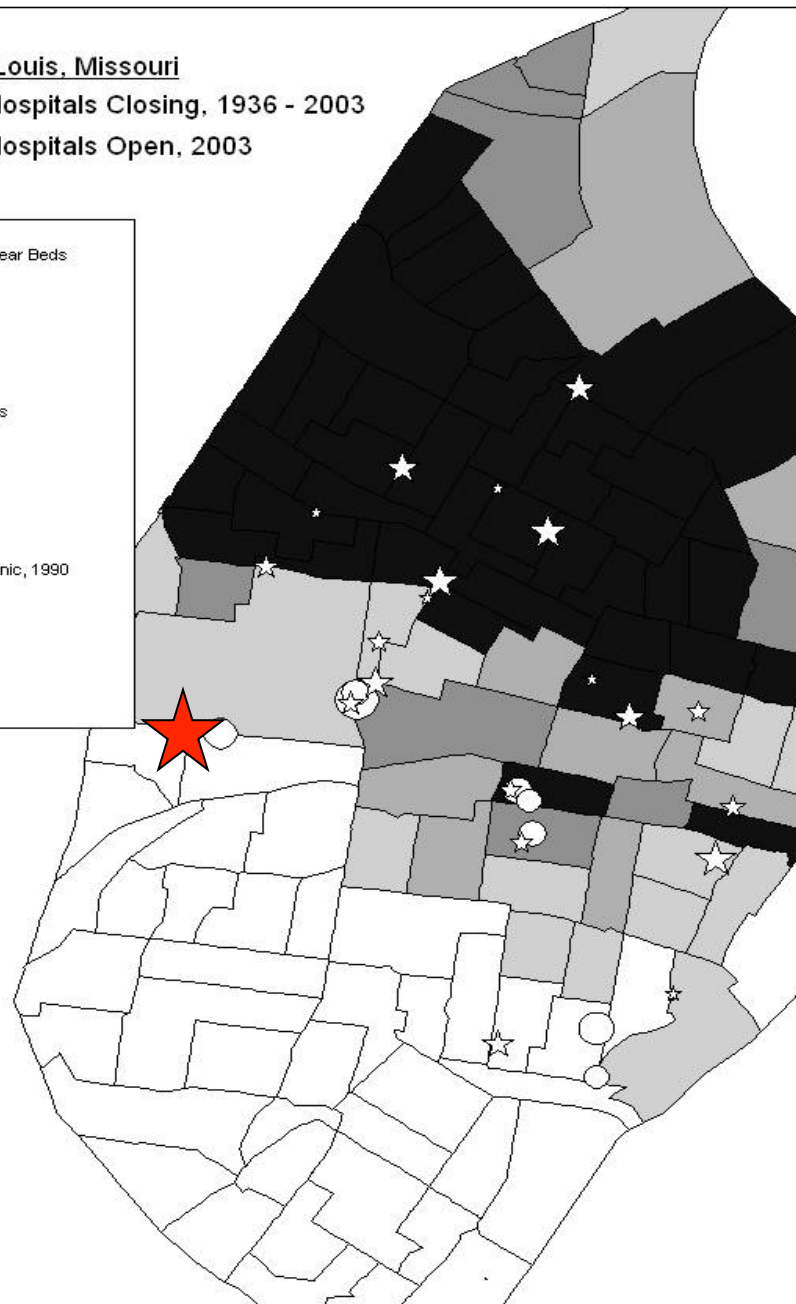 Louis, Missouri
Hospitals Closing, 1936 - 2003
Hospitals Open, 2003
ear Beds
s
nic, 1990